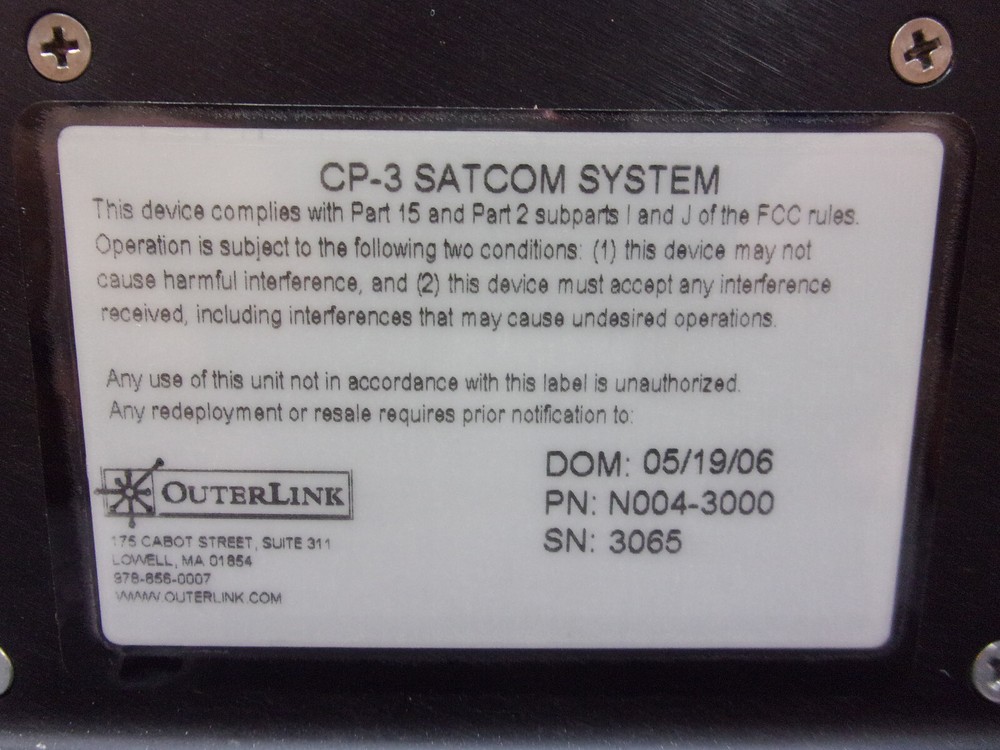 CP-3 SATCOM SYSTEM
This device complies with Part 15 and Part 2 subparts I and J of the FCC rules.
Operation is subject to the following two conditions: (1) this device may not
cause harmful interference, and (2) this device must accept any interference
received, including interferences that may cause undesired operations.
Any use of this unit not in accordance with this label is unauthorized.
Any redeployment or resale requires prior notification to:
OUTERLINK
175 CABOT STREET, SUITE 311
LOWELL, MA 01854
978-856-0007
WWW.OUTERLINK.COM
DOM: 05/19/06
PN: N004-3000
SN: 3065